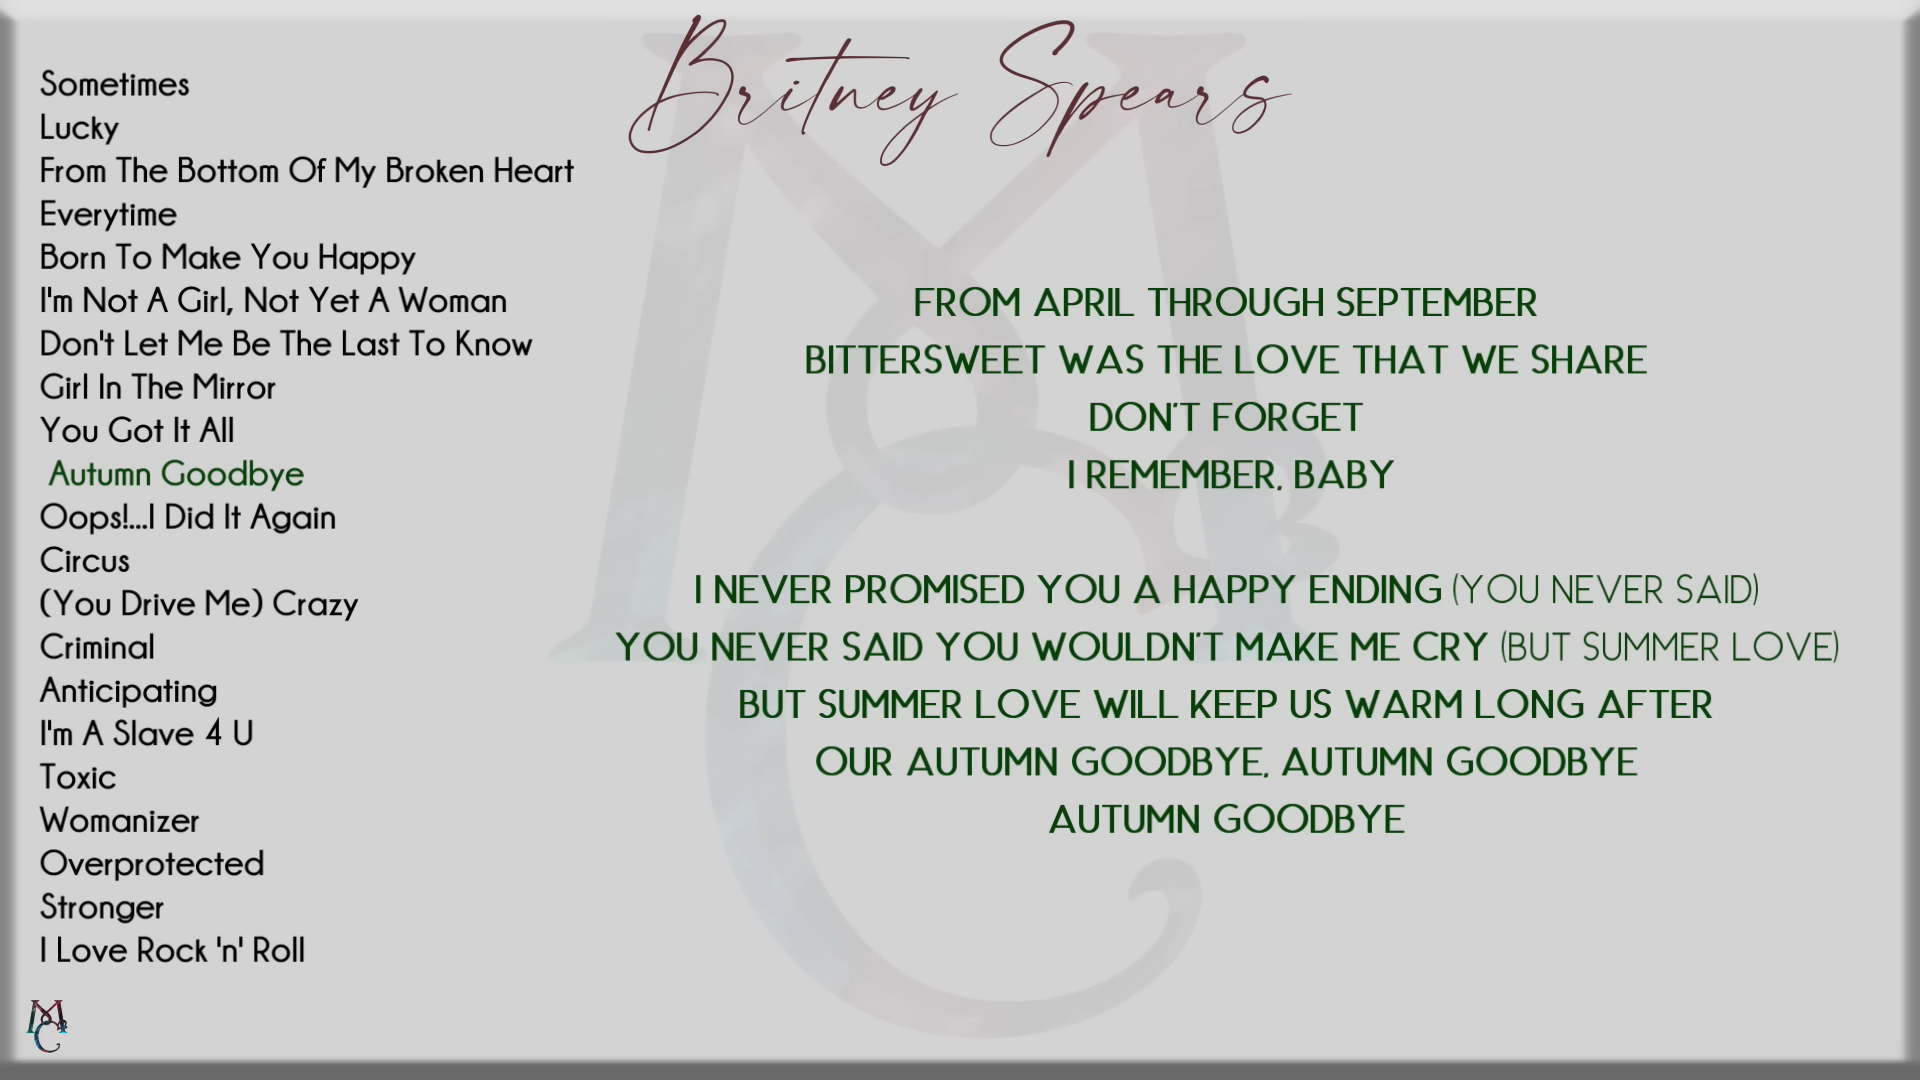 Britney Spears
Sometimes
Lucky
From The Bottom Of My Broken Heart
Everytime
Born To Make You Happy
I'm Not A Girl, Not Yet A Woman
Don't Let Me Be The Last To Know
Girl In The Mirror
You Got It All
Autumn Goodbye
Oops!...I Did It Again
Circus
(You Drive Me) Crazy
Criminal
Anticipating
I'm A Slave 4 U
Toxic
Womanizer
Overprotected
Stronger
I Love Rock 'n' Roll
FROM APRIL THROUGH SEPTEMBER
BITTERSWEET WAS THE LOVE THAT WE SHARE
DON'T FORGET
I REMEMBER, BABY
I NEVER PROMISED YOU A HAPPY ENDING (YOU NEVER SAID)
YOU NEVER SAID YOU WOULDN'T MAKE ME CRY (BUT SUMMER LOVE)
BUT SUMMER LOVE WILL KEEP US WARM LONG AFTER
OUR AUTUMN GOODBYE, AUTUMN GOODBYE
AUTUMN GOODBYE